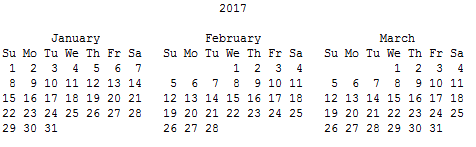 2017
January February March
Su Mo Tu We Th Fr Sa Su Mo Tu We Th Fr Sa Su Mo Tu We Th Fr Sa
1 2 3 4 5 6 7 1 2 3 4 1 2 3 4
8 9 10 11 12 13 14 5 6 7 8 9 10 11 5 6 7 8 9 10 11
15 16 17 18 19 20 21 12 13 14 15 16 17 18 12 13 14 15 16 17 18
22 23 24 25 26 27 28 19 20 21 22 23 24 25 19 20 21 22 23 24 25
29 30 31 26 27 28 26 27 28 29 30 31